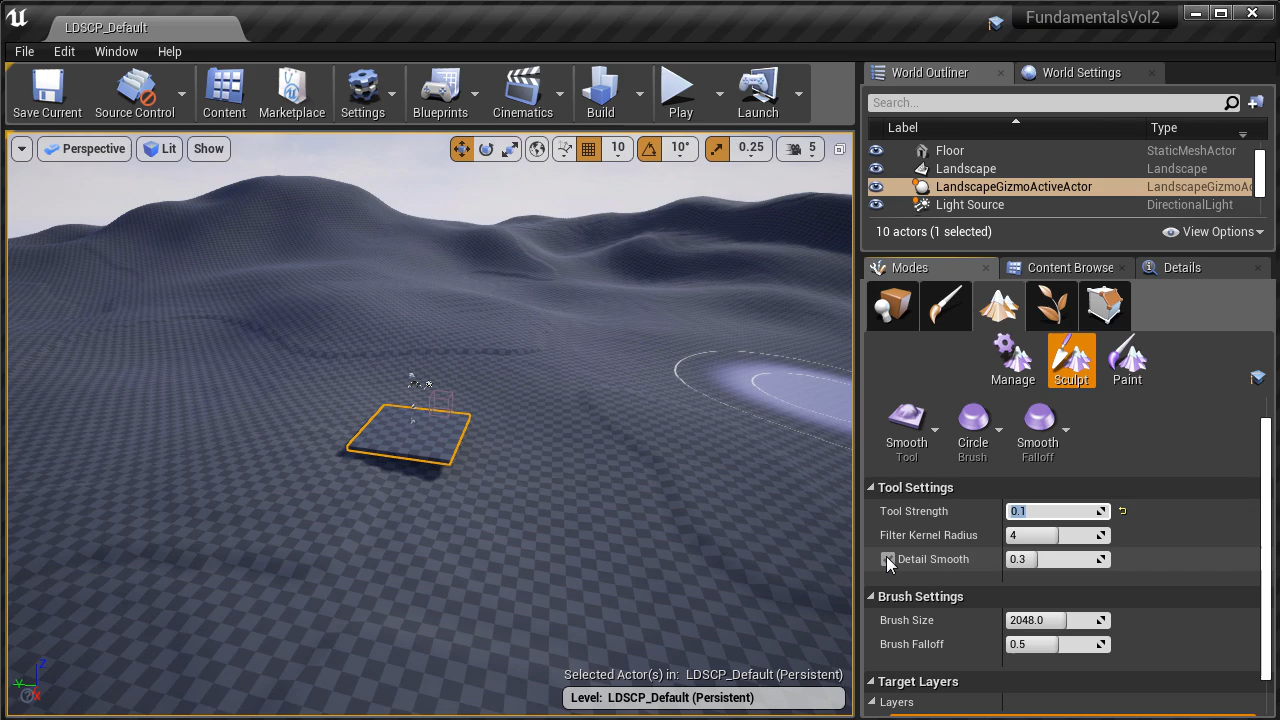 LDSCP_Default
FundamentalsVol2
File Edit Window Help
Save Current Source Control Content Marketplace Settings Blueprints Cinematics Build Play Launch
Perspective Lit Show 10 10° 0.25 5
World Outliner World Settings
Search...
Label Type
Floor StaticMeshActor
Landscape Landscape
LandscapeGizmoActiveActor LandscapeGizmoAc
Light Source DirectionalLight
10 actors (1 selected) View Options
Modes Content Browse Details
Manage Sculpt Paint
Smooth Circle Smooth
Tool Brush Falloff
Tool Settings
Tool Strength 0.1
Filter Kernel Radius 4
Detail Smooth 0.3
Brush Settings
Brush Size 2048.0
Brush Falloff 0.5
Target Layers
Layers
Z
Y
X
Selected Actor(s) in: LDSCP_Default (Persistent)
Level: LDSCP_Default (Persistent)